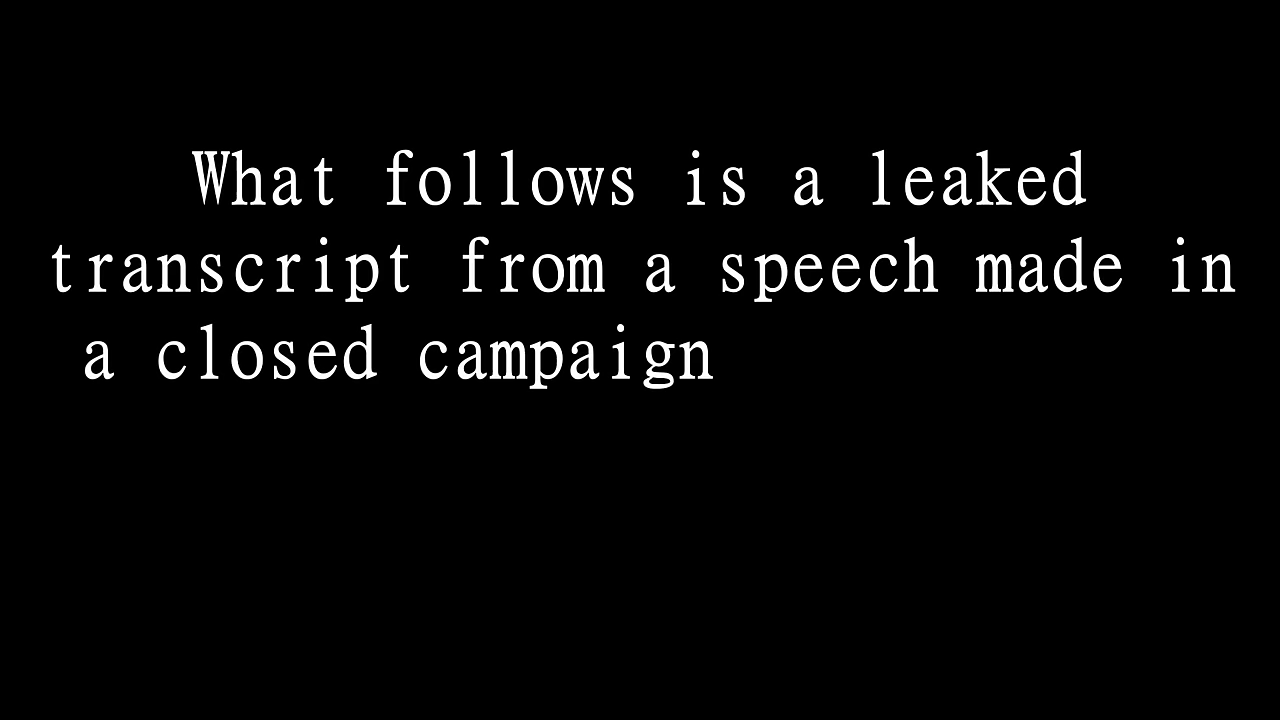 What follows is a leaked
transcript from a speech made in
a closed campaign